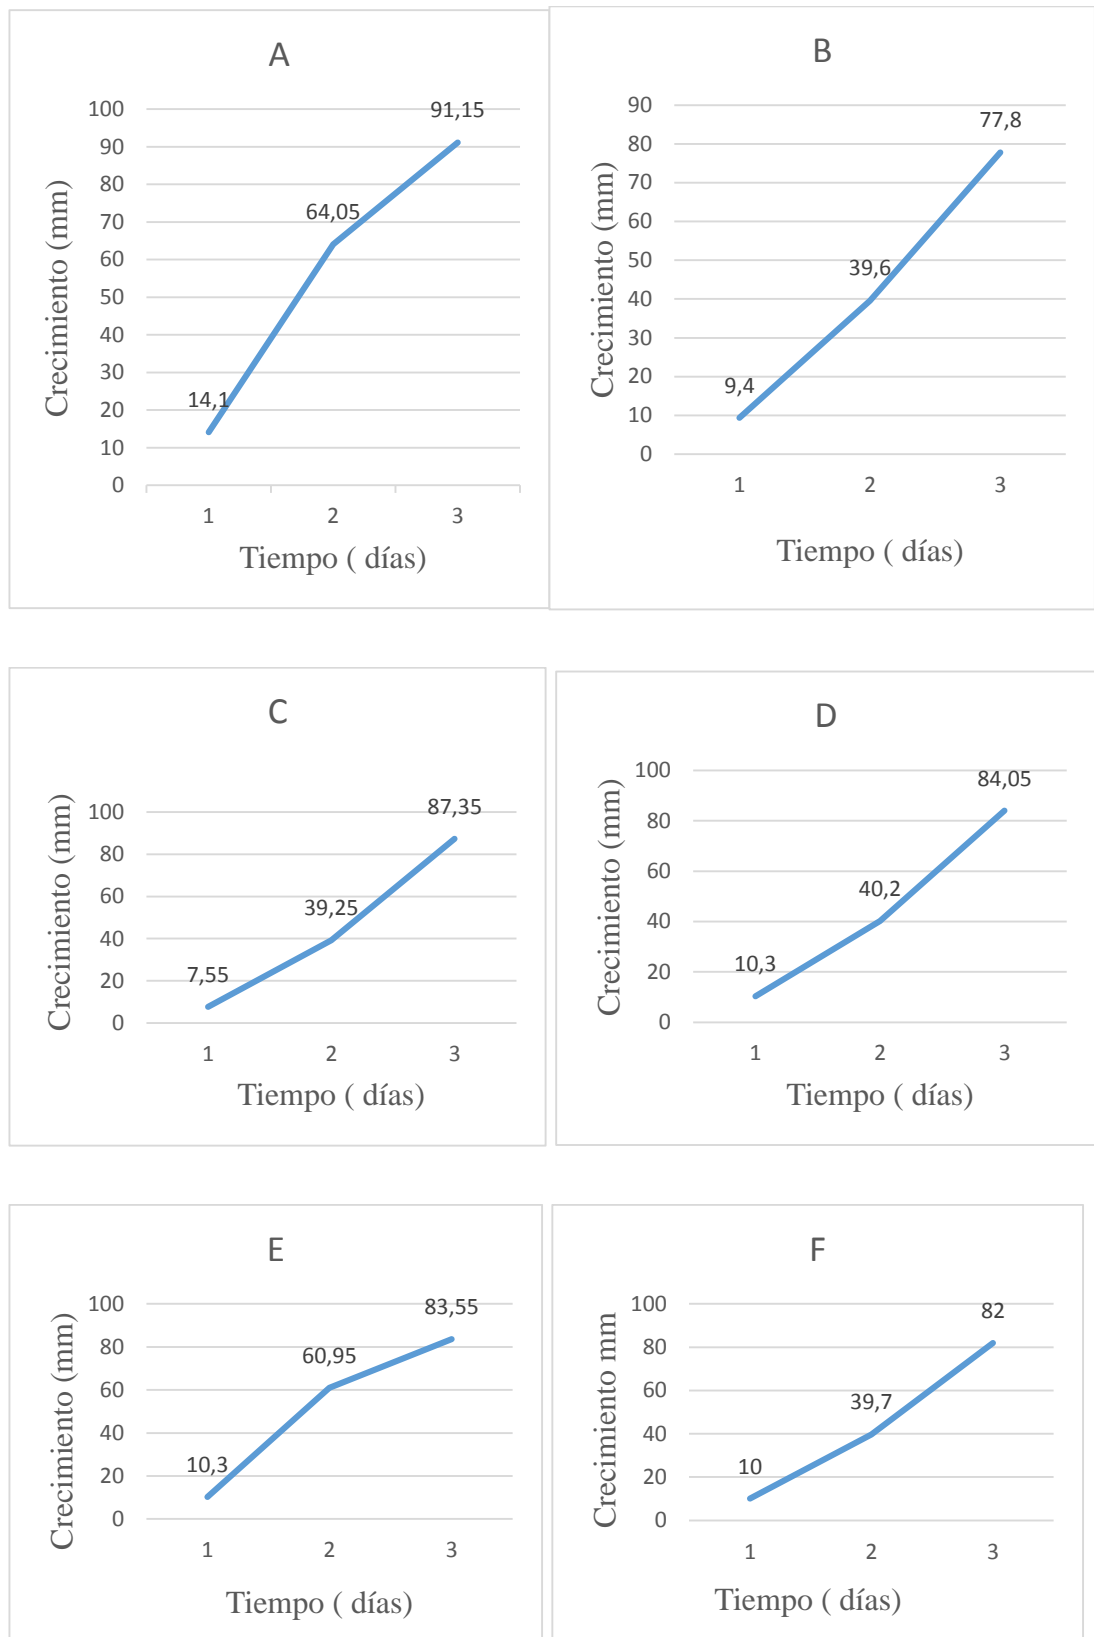 A
Crecimiento (mm)
100
90
80
70
60
50
40
30
20
10
0
14,1
64,05
91,15
1 2 3
Tiempo ( días)
B
Crecimiento (mm)
90
80
70
60
50
40
30
20
10
0
9,4
39,6
77,8
1 2 3
Tiempo ( días)
C
Crecimiento (mm)
100
80
60
40
20
0
7,55
39,25
87,35
1 2 3
Tiempo ( días)
D
Crecimiento (mm)
100
80
60
40
20
0
10,3
40,2
84,05
1 2 3
Tiempo ( días)
E
Crecimiento (mm)
100
80
60
40
20
0
10,3
60,95
83,55
1 2 3
Tiempo ( días)
F
Crecimiento mm
100
80
60
40
20
0
10
39,7
82
1 2 3
Tiempo ( días)